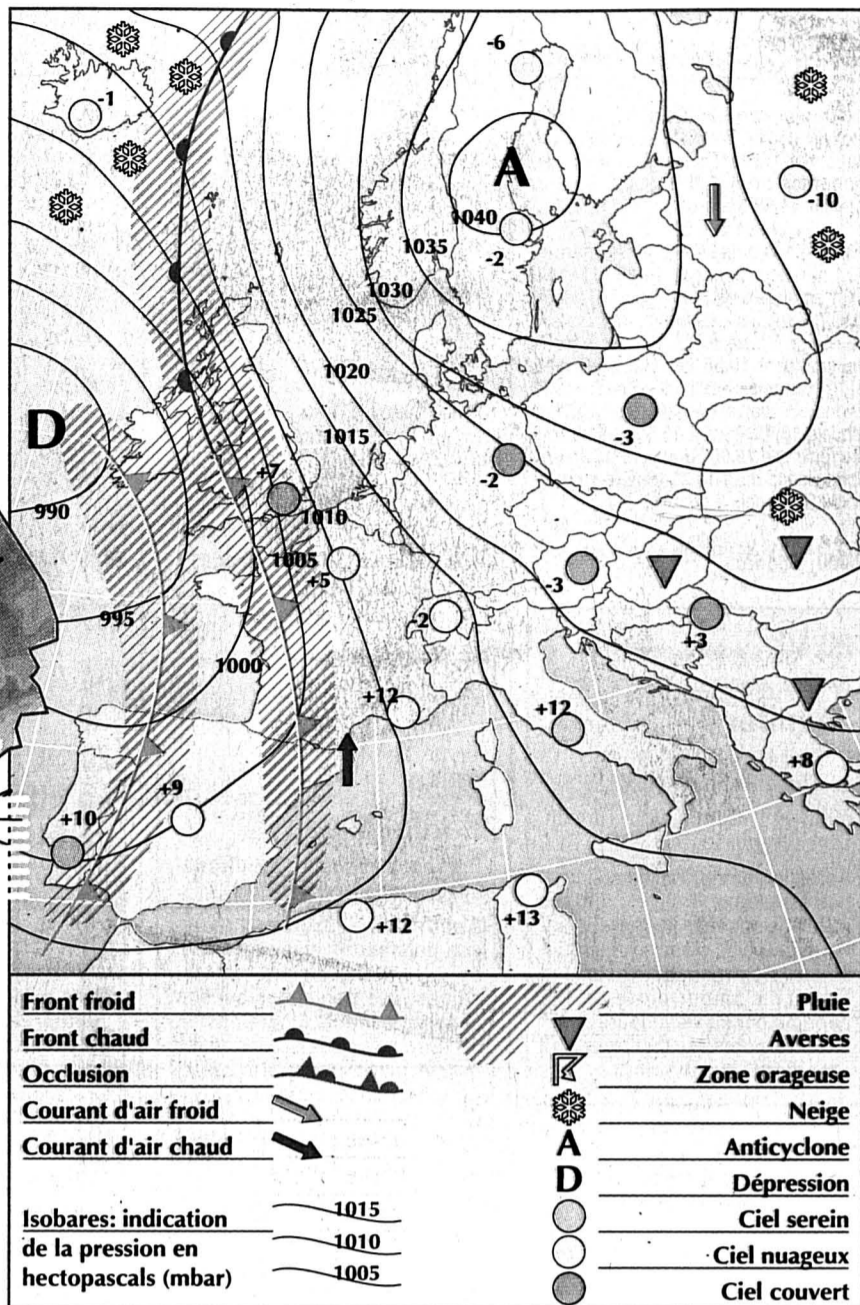 -6
-1
A
-10
1040
-2
1035
1030
1025
1020
D
1015
-3
+7
-2
990
1010
1005
+5
-3
995
-2
+3
1000
+12
+12
+8
+9
+10
+12
+13
Front froid
Pluie
Front chaud
Averses
Occlusion
Zone orageuse
Courant d'air froid
Neige
Courant d'air chaud
A
Anticyclone
D
Dépression
Isobares: indication
de la pression en
hectopascals (mbar)
1015
1010
1005
Ciel serein
Ciel nuageux
Ciel couvert